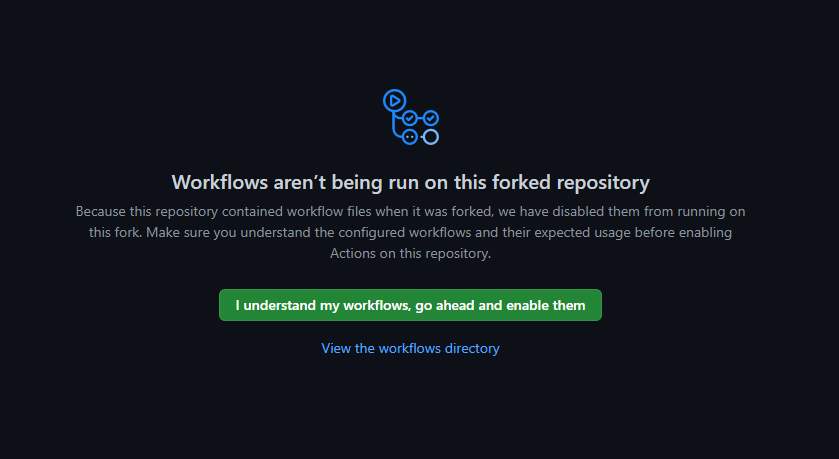 Workflows aren’t being run on this forked repository
Because this repository contained workflow files when it was forked, we have disabled them from running on
this fork. Make sure you understand the configured workflows and their expected usage before enabling
Actions on this repository.
I understand my workflows, go ahead and enable them
View the workflows directory